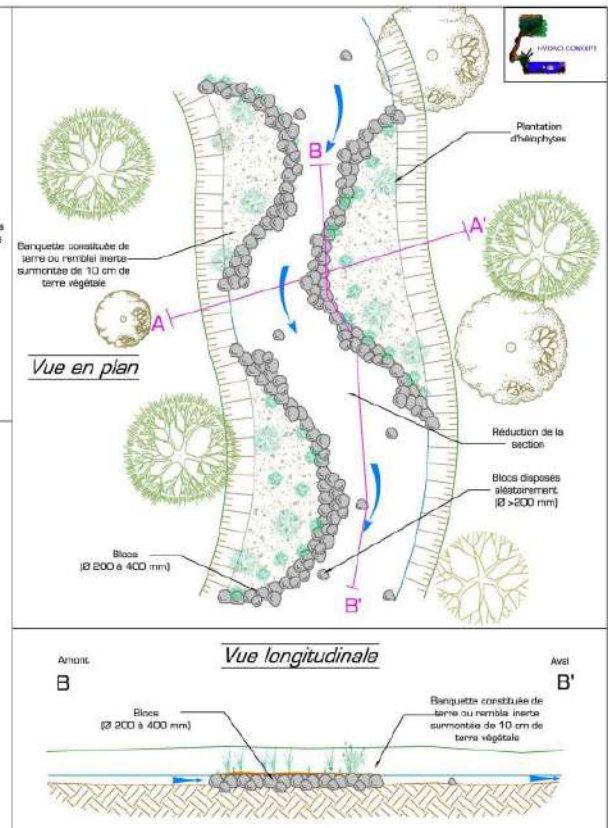 HYDRO CONCEPT
Plantation
d'hélophytes
B
A'
Banquette constituée de
terre ou remblai inerte
surmontée de 10 cm de
terre végétale
A
Vue en plan
Réduction de la
section
Blocs disposés
aléatoirement
(Ø >200 mm)
Blocs
(Ø 200 à 400 mm)
B'
Vue longitudinale
Amont
Aval
B
B'
Blocs
(Ø 200 à 400 mm)
Banquette constituée de
terre ou remblai inerte
surmontée de 10 cm de
terre végétale